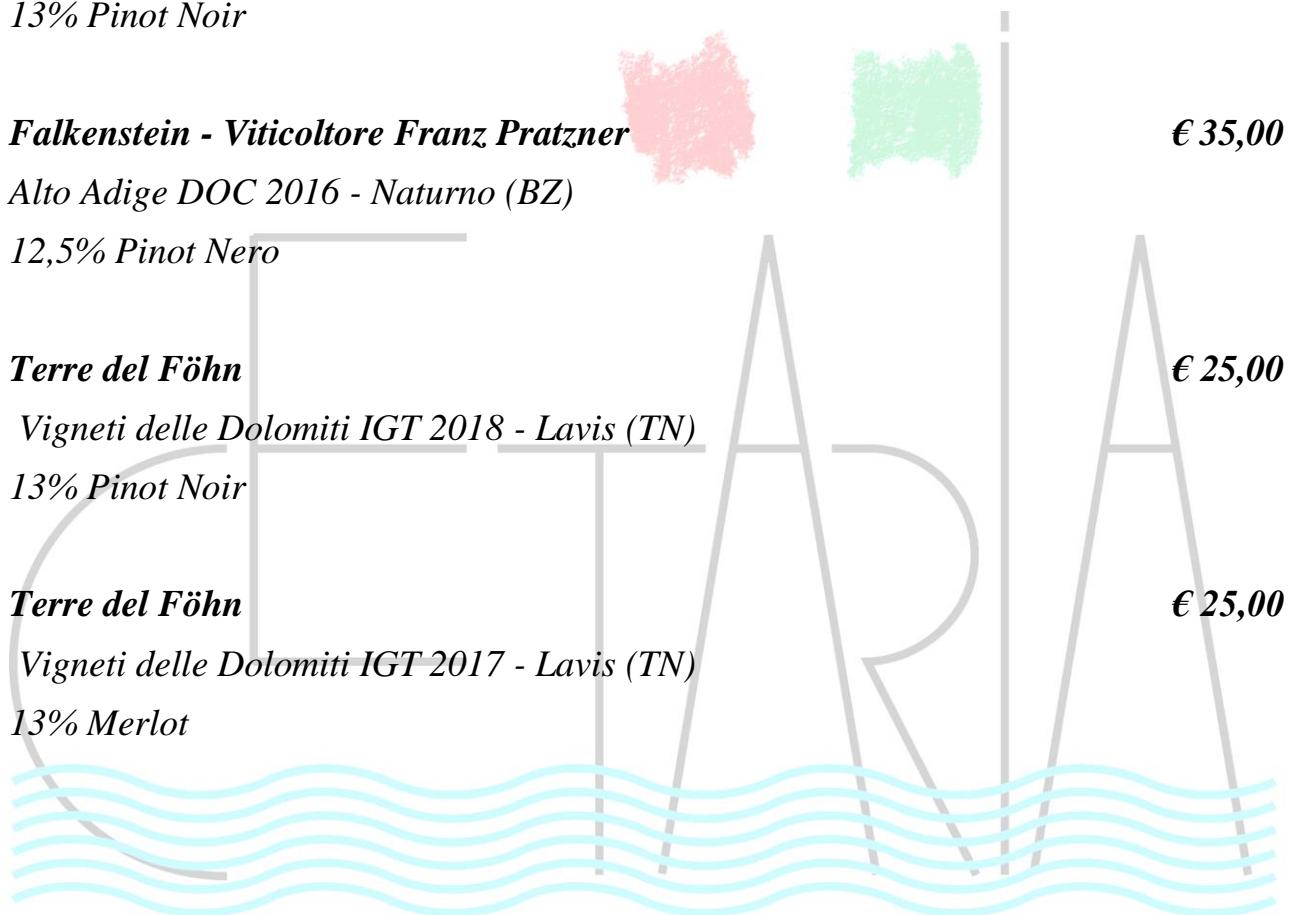 13% Pinot Noir
Falkenstein - Viticoltore Franz Pratzner € 35,00
Alto Adige DOC 2016 - Naturno (BZ)
12,5% Pinot Nero
Terre del Föhn € 25,00
Vigneti delle Dolomiti IGT 2018 - Lavis (TN)
13% Pinot Noir
Terre del Föhn € 25,00
Vigneti delle Dolomiti IGT 2017 - Lavis (TN)
13% Merlot
CETARIA